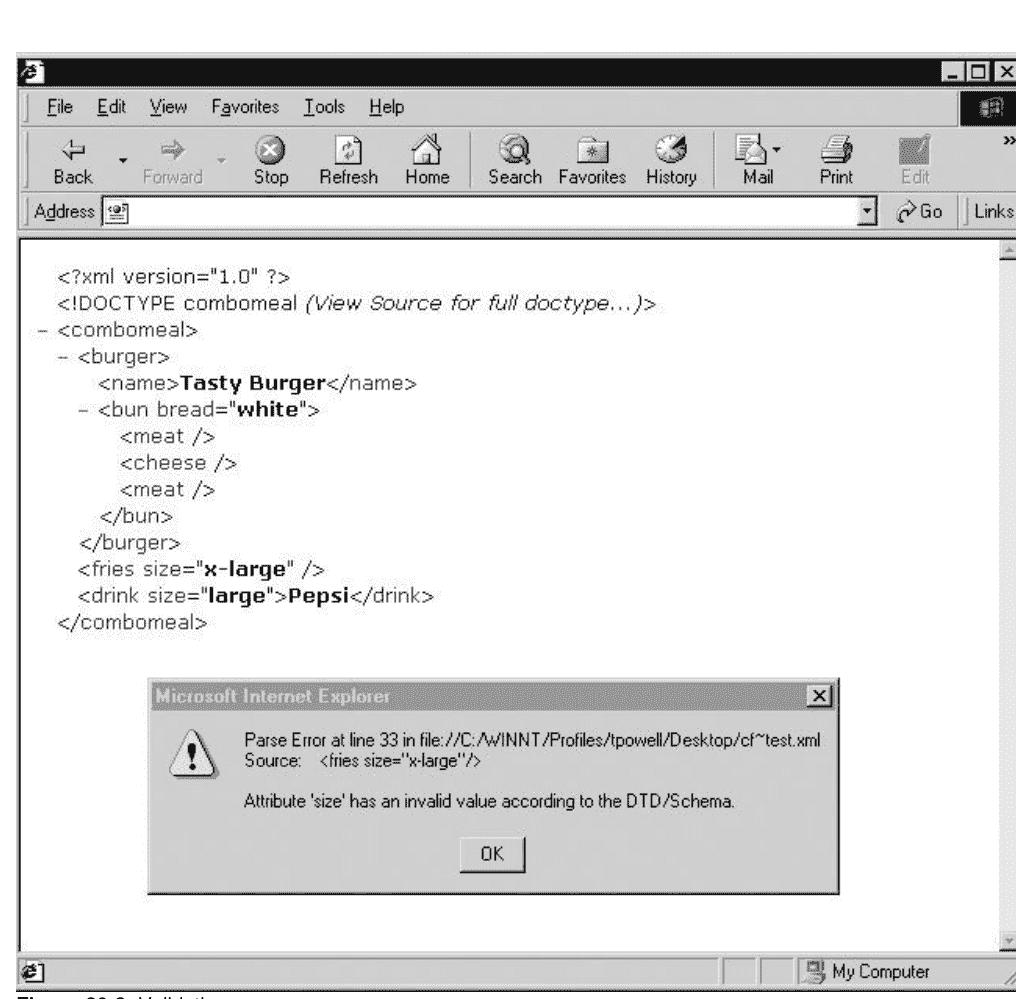 File Edit View Favorites Tools Help
Back Forward Stop Refresh Home Search Favorites History Mail Print Edit »
Address Go Links
<?xml version="1.0" ?>
<!DOCTYPE combomeal (View Source for full doctype...)>
– <combomeal>
– <burger>
<name>Tasty Burger</name>
– <bun bread="white">
<meat />
<cheese />
<meat />
</bun>
</burger>
<fries size="x-large" />
<drink size="large">Pepsi</drink>
</combomeal>
Microsoft Internet Explorer
Parse Error at line 33 in file://C:/WINNT/Profiles/tpowell/Desktop/cf~test.xml
Source: <fries size="x-large"/>
Attribute 'size' has an invalid value according to the DTD/Schema.
OK
My Computer